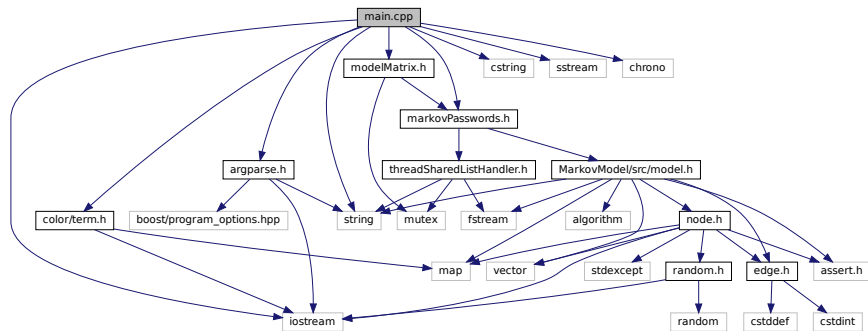 main.cpp
modelMatrix.h
cstring
sstream
chrono
markovPasswords.h
argparse.h
threadSharedListHandler.h
MarkovModel/src/model.h
color/term.h
boost/program_options.hpp
string
mutex
fstream
algorithm
node.h
map
vector
stdexcept
random.h
edge.h
assert.h
iostream
random
cstddef
cstdint